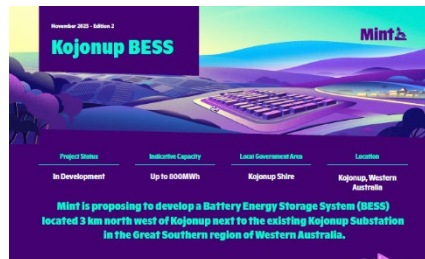 November 2025 - Edition 2
Kojonup BESS
Mint
Project Status
Indicative Capacity
Local Government Area
Location
In Development
Up to 800MWh
Kojonup Shire
Kojonup, Western
Australia
Mint is proposing to develop a Battery Energy Storage System (BESS)
located 3 km north west of Kojonup next to the existing Kojonup Substation
in the Great Southern region of Western Australia.